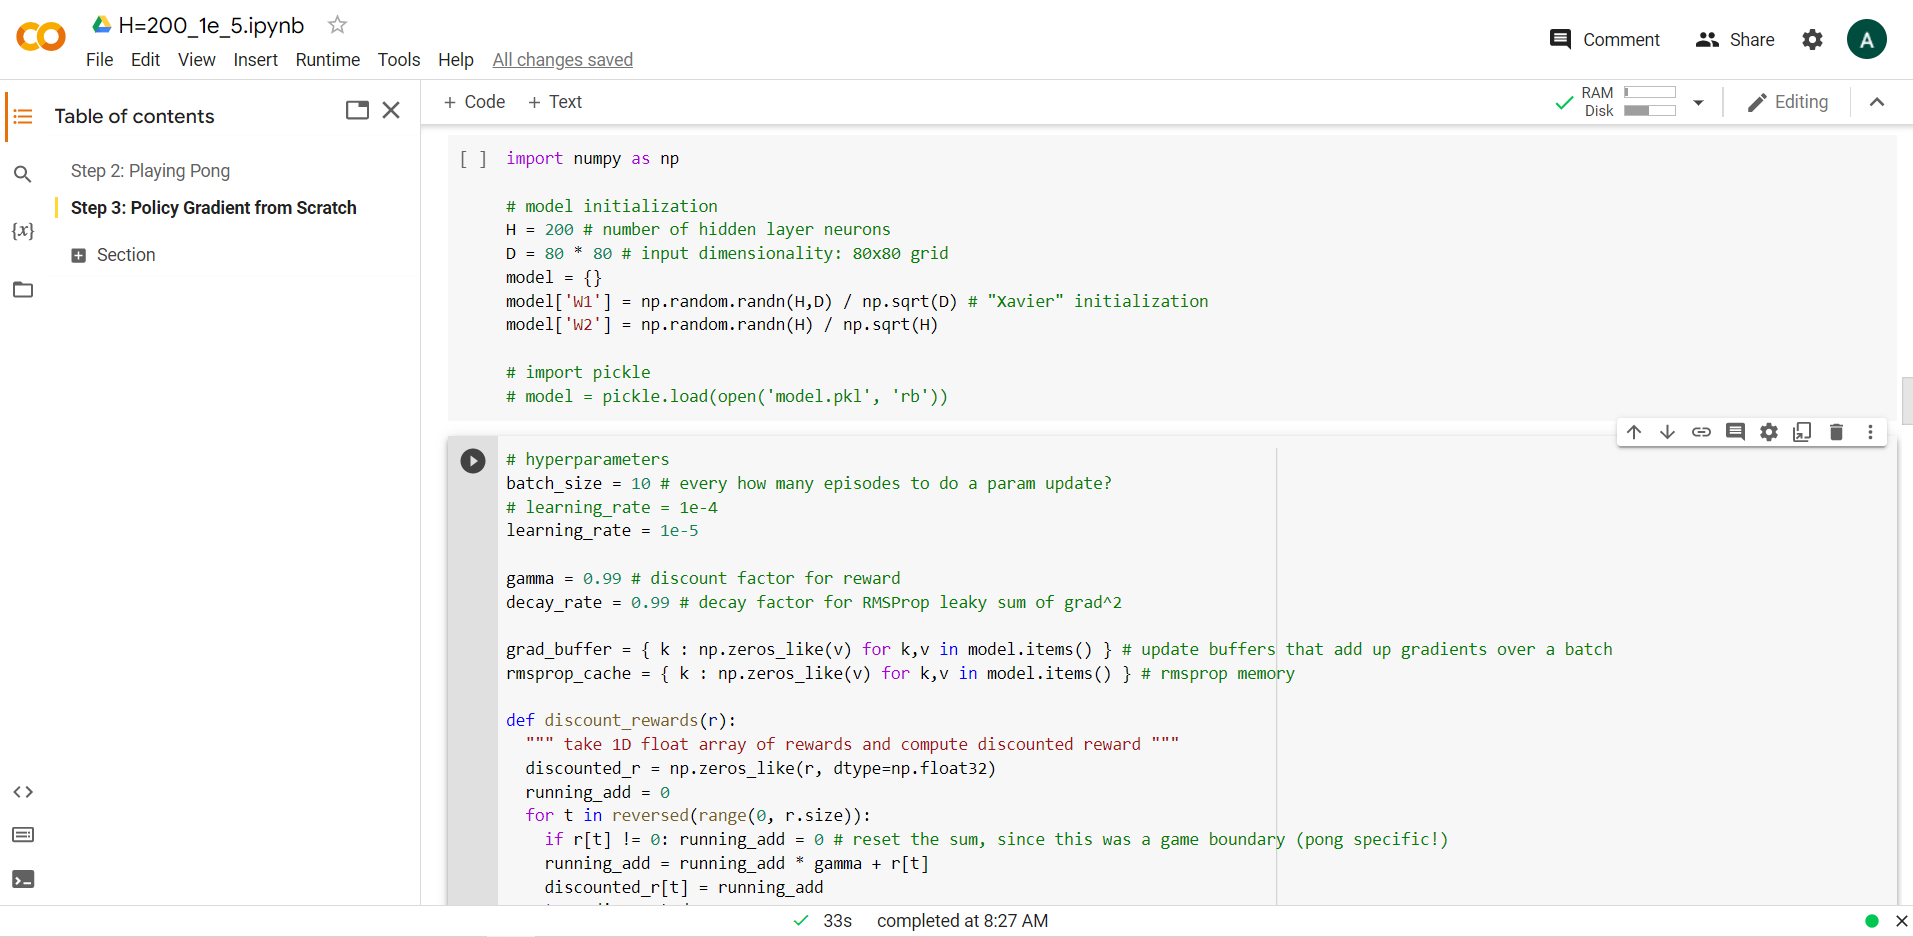 H=200_1e_5.ipynb
File Edit View Insert Runtime Tools Help All changes saved
Comment Share A
Table of contents
Step 2: Playing Pong
Step 3: Policy Gradient from Scratch
Section
{x}
+ Code + Text
RAM
Disk
Editing
[ ] import numpy as np
# model initialization
H = 200 # number of hidden layer neurons
D = 80 * 80 # input dimensionality: 80x80 grid
model = {}
model['W1'] = np.random.randn(H,D) / np.sqrt(D) # "Xavier" initialization
model['W2'] = np.random.randn(H) / np.sqrt(H)
# import pickle
# model = pickle.load(open('model.pkl', 'rb'))
# hyperparameters
batch_size = 10 # every how many episodes to do a param update?
# learning_rate = 1e-4
learning_rate = 1e-5
gamma = 0.99 # discount factor for reward
decay_rate = 0.99 # decay factor for RMSProp leaky sum of grad^2
grad_buffer = { k : np.zeros_like(v) for k,v in model.items() } # update buffers that add up gradients over a batch
rmsprop_cache = { k : np.zeros_like(v) for k,v in model.items() } # rmsprop memory
def discount_rewards(r):
""" take 1D float array of rewards and compute discounted reward """
discounted_r = np.zeros_like(r, dtype=np.float32)
running_add = 0
for t in reversed(range(0, r.size)):
if r[t] != 0: running_add = 0 # reset the sum, since this was a game boundary (pong specific!)
running_add = running_add * gamma + r[t]
discounted_r[t] = running_add
33s completed at 8:27 AM